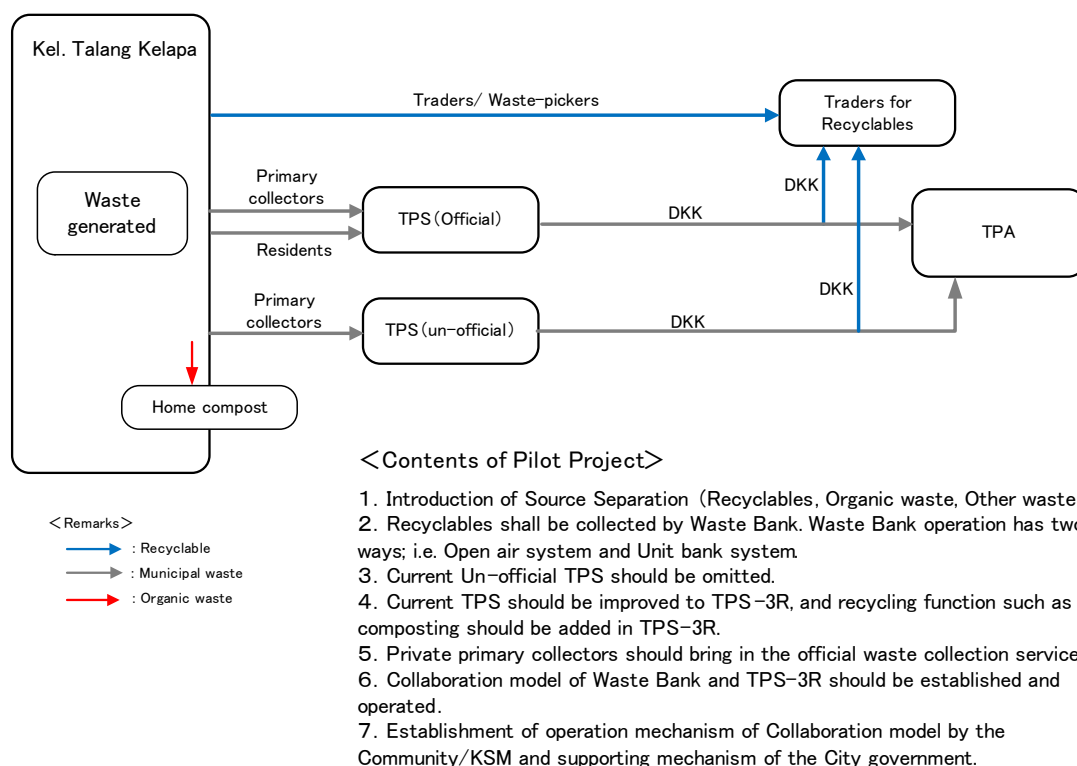 Kel. Talang Kelapa
Traders/ Waste-pickers
Traders for
Recyclables
Waste
generated
Primary
collectors
Residents
TPS(Official)
DKK
DKK
TPA
Primary
collectors
TPS(un-official)
DKK
DKK
Home compost
<Contents of Pilot Project>
1. Introduction of Source Separation (Recyclables, Organic waste, Other waste
2. Recyclables shall be collected by Waste Bank. Waste Bank operation has two
ways; i.e. Open air system and Unit bank system.
3. Current Un-official TPS should be omitted.
4. Current TPS should be improved to TPS-3R, and recycling function such as
composting should be added in TPS-3R.
5. Private primary collectors should bring in the official waste collection service
6. Collaboration model of Waste Bank and TPS-3R should be established and
operated.
7. Establishment of operation mechanism of Collaboration model by the
Community/KSM and supporting mechanism of the City government.
<Remarks>
: Recyclable
: Municipal waste
: Organic waste